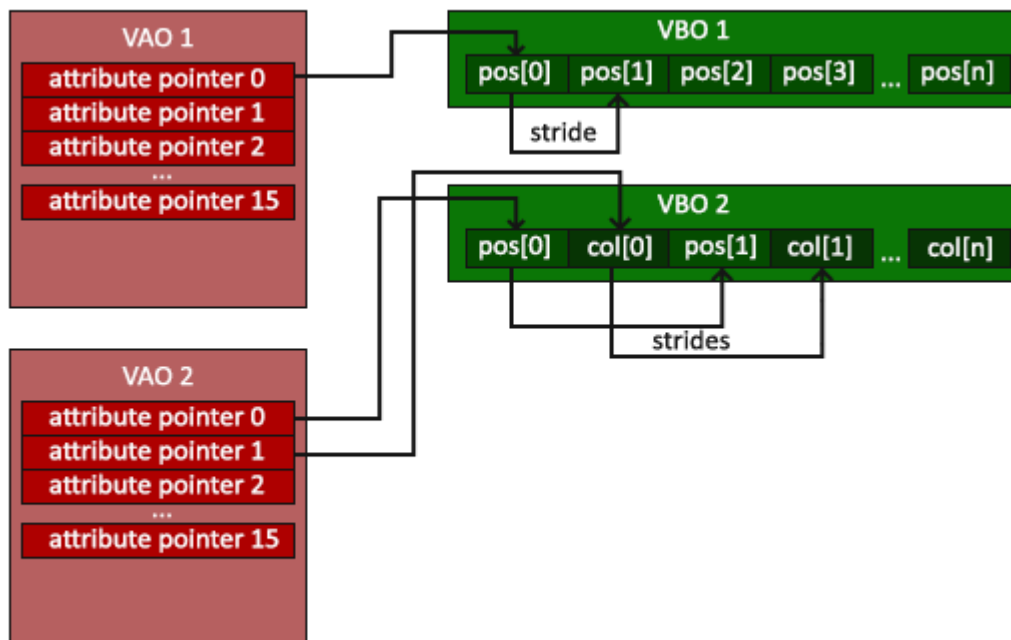 VAO 1
attribute pointer 0
attribute pointer 1
attribute pointer 2
...
attribute pointer 15
VBO 1
pos[0] pos[1] pos[2] pos[3] ... pos[n]
stride
VBO 2
pos[0] col[0] pos[1] col[1] ... col[n]
strides
VAO 2
attribute pointer 0
attribute pointer 1
attribute pointer 2
...
attribute pointer 15